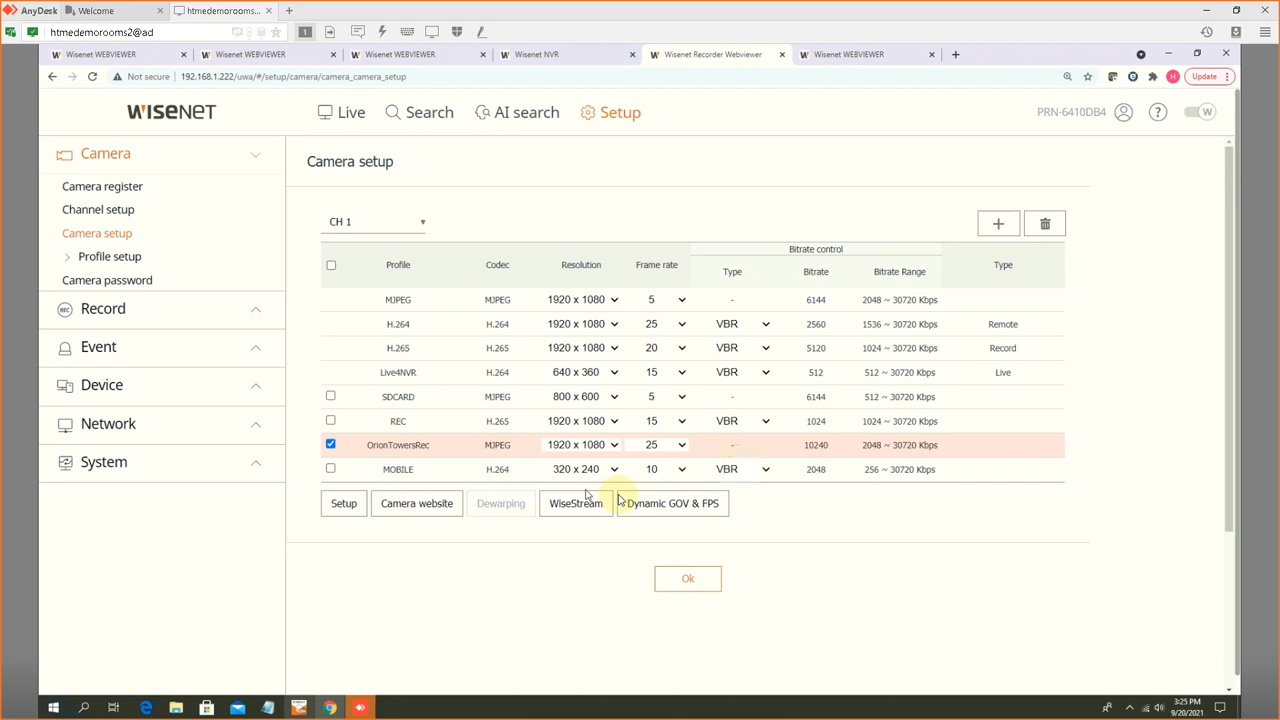 AnyDesk Welcome htmedemorooms...
htmedemorooms2@ad 1
Wisenet WEBVIEWER Wisenet WEBVIEWER Wisenet WEBVIEWER Wisenet NVR Wisenet Recorder Webviewer Wisenet WEBVIEWER
Not secure 192.168.1.222/uwa/#/setup/camera/camera_camera_setup H Update
WISENET Live Search AI search Setup PRN-6410DB4 ? W
Camera
Camera register
Channel setup
Camera setup
Profile setup
Camera password
REC Record
Event
Device
Network
System
Camera setup
CH 1
Bitrate control
Profile Codec Resolution Frame rate Type Bitrate Bitrate Range Type
MJPEG MJPEG 1920 x 1080 5 - 6144 2048 ~ 30720 Kbps
H.264 H.264 1920 x 1080 25 VBR 2560 1536 ~ 30720 Kbps Remote
H.265 H.265 1920 x 1080 20 VBR 5120 1024 ~ 30720 Kbps Record
Live4NVR H.264 640 x 360 15 VBR 512 512 ~ 30720 Kbps Live
SDCARD MJPEG 800 x 600 5 - 6144 512 ~ 30720 Kbps
REC H.265 1920 x 1080 15 VBR 1024 1024 ~ 30720 Kbps
OrionTowersRec MJPEG 1920 x 1080 25 - 10240 2048 ~ 30720 Kbps
MOBILE H.264 320 x 240 10 VBR 2048 256 ~ 30720 Kbps
Setup Camera website Dewarping WiseStream Dynamic GOV & FPS
Ok
3:25 PM
9/20/2021